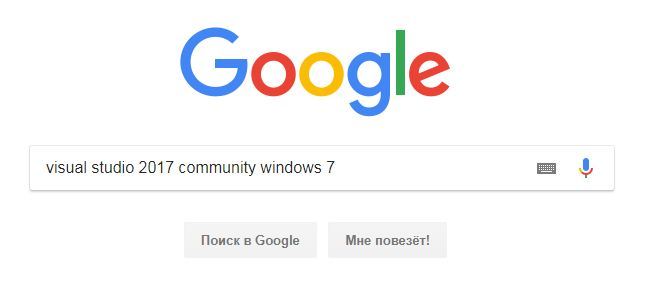 Google
visual studio 2017 community windows 7
Поиск в Google
Мне повезёт!